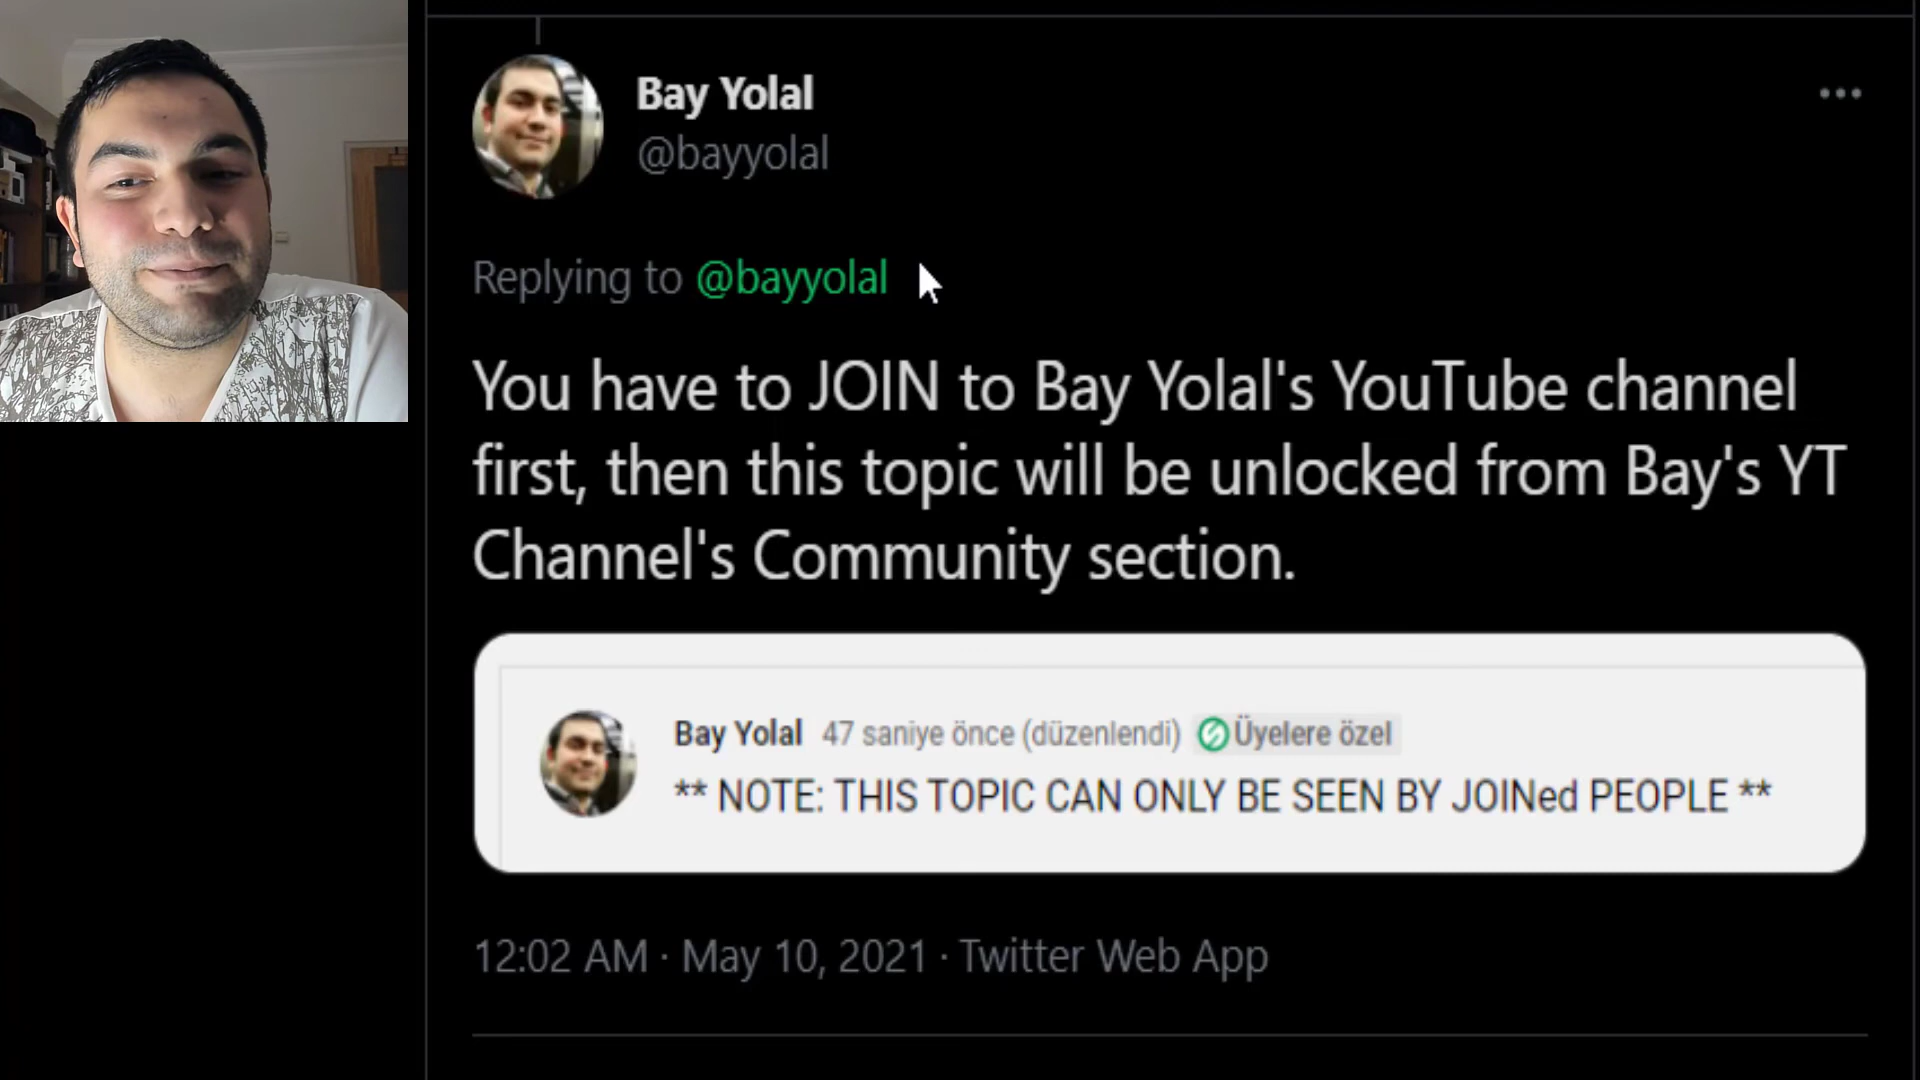 Bay Yolal
@bayyolal
Replying to @bayyolal
You have to JOIN to Bay Yolal's YouTube channel
first, then this topic will be unlocked from Bay's YT
Channel's Community section.
Bay Yolal 47 saniye önce (düzenlendi) Üyelere özel
** NOTE: THIS TOPIC CAN ONLY BE SEEN BY JOINed PEOPLE **
12:02 AM · May 10, 2021 · Twitter Web App